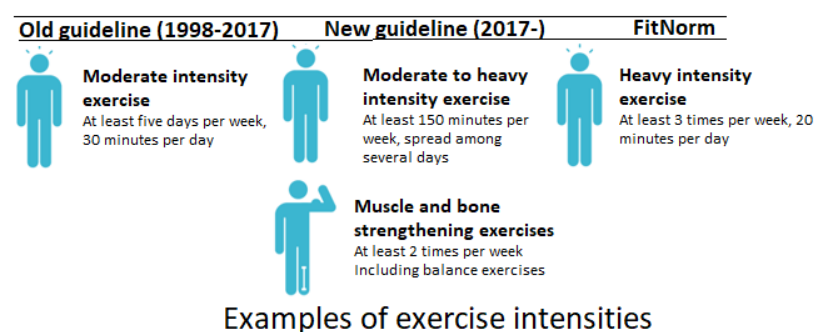 Old guideline (1998-2017)
New guideline (2017-)
FitNorm
Moderate intensity
exercise
At least five days per week,
30 minutes per day
Moderate to heavy
intensity exercise
At least 150 minutes per
week, spread among
several days
Heavy intensity
exercise
At least 3 times per week, 20
minutes per day
Muscle and bone
strengthening exercises
At least 2 times per week
Including balance exercises
Examples of exercise intensities